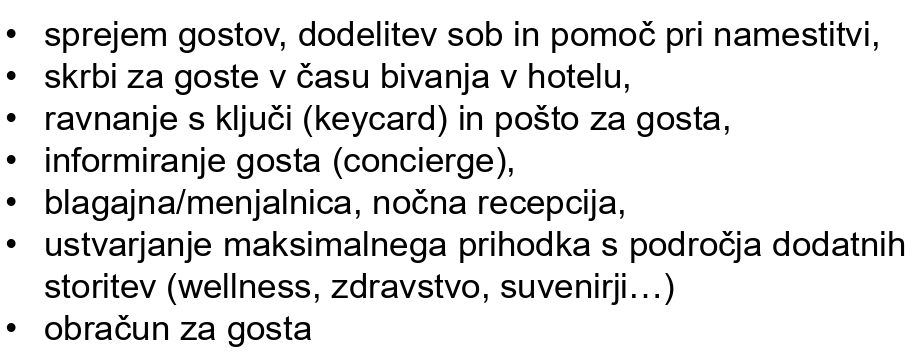 • sprejem gostov, dodelitev sob in pomoč pri namestitvi,
• skrbi za goste v času bivanja v hotelu,
• ravnanje s ključi (keycard) in pošto za gosta,
• informiranje gosta (concierge),
• blagajna/menjalnica, nočna recepcija,
• ustvarjanje maksimalnega prihodka s področja dodatnih
storitev (wellness, zdravstvo, suvenirji…)
• obračun za gosta